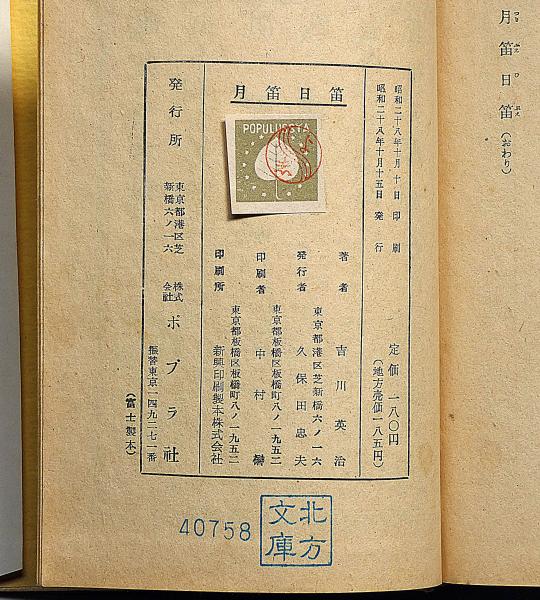 月笛日笛(おわり)
昭和二十八年十月十日印刷
昭和二十八年十月十五日発行
月笛日笛
POPULUSSYA
定価 一八〇円
(地方売価一八五円)
著者 吉川英治
東京都港区芝新橋六ノ一六
発行者 久保田忠夫
東京都板橋区板橋町八ノ一九五二
印刷者 中村
東京都板橋区板橋町八ノ一九五二
印刷所 新興印刷製本株式会社
発行所
東京都港区芝
新橋六ノ一六
株式会社 ポプラ社
振替東京一四九二七一番
(富士製本)
40758
北方
文庫